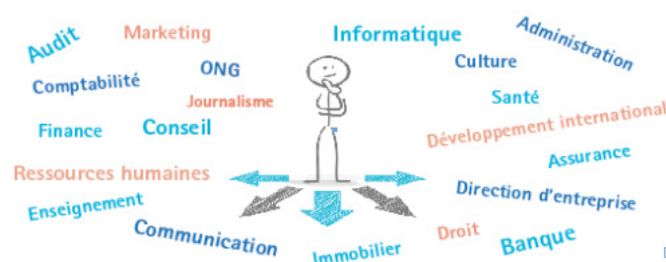 Audit
Marketing
Informatique
Administration
Comptabilité
ONG
Culture
Journalisme
Santé
Finance
Conseil
Développement international
Assurance
Ressources humaines
Direction d'entreprise
Enseignement
Communication
Immobilier
Droit
Banque